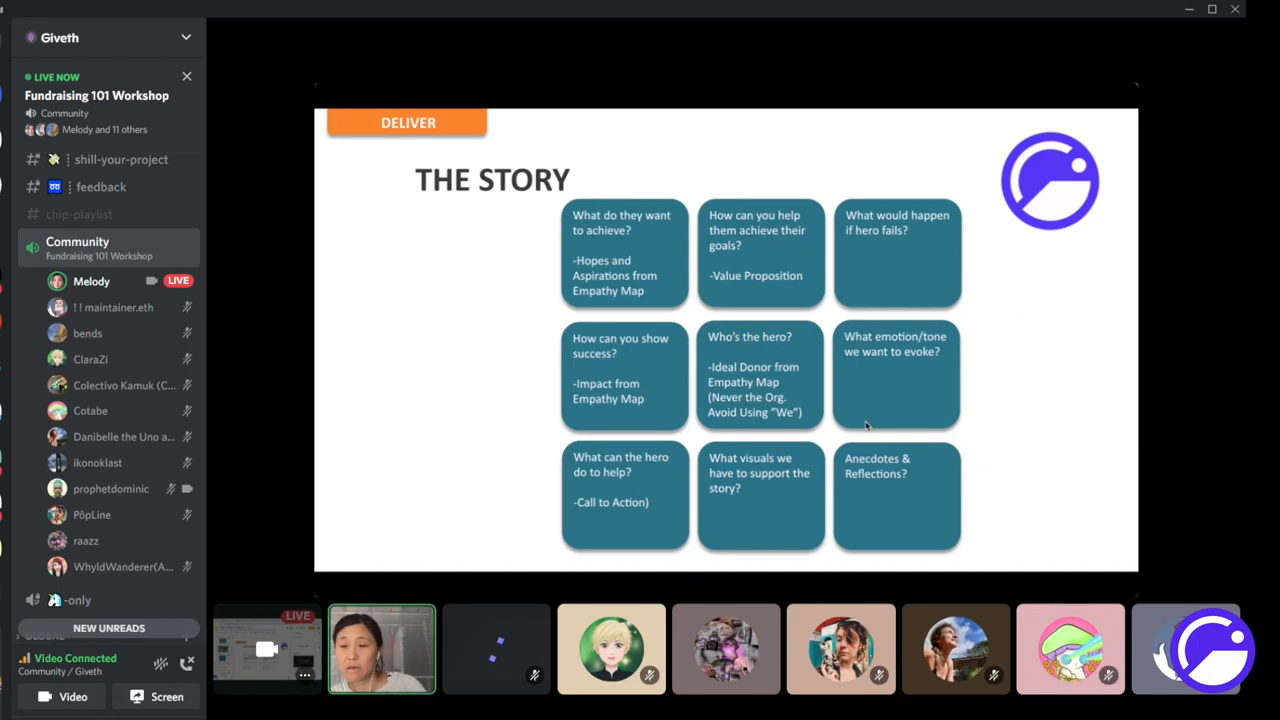 Giveth
LIVE NOW
Fundraising 101 Workshop
Community
Melody and 11 others
shill-your-project
feedback
chip-playlist
Community
Fundraising 101 Workshop
Melody
LIVE
! ! maintainer.eth
bends
ClaraZi
Colectivo Kamuk (C...
Cotabe
Danibelle the Uno a...
ikonoklast
prophetdominic
PôpLine
raazz
WhyldWanderer(A...
-only
NEW UNREADS
Video Connected
Community / Giveth
Video
Screen
DELIVER
THE STORY
What do they want
to achieve?
-Hopes and
Aspirations from
Empathy Map
How can you help
them achieve their
goals?
-Value Proposition
What would happen
if hero fails?
How can you show
success?
-Impact from
Empathy Map
Who's the hero?
-Ideal Donor from
Empathy Map
(Never the Org.
Avoid Using "We")
What emotion/tone
we want to evoke?
What can the hero
do to help?
-Call to Action)
What visuals we
have to support the
story?
Anecdotes &
Reflections?
LIVE